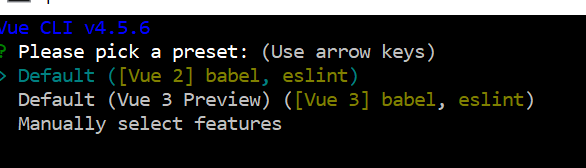 Vue CLI v4.5.6
? Please pick a preset: (Use arrow keys)
> Default ([Vue 2] babel, eslint)
Default (Vue 3 Preview) ([Vue 3] babel, eslint)
Manually select features